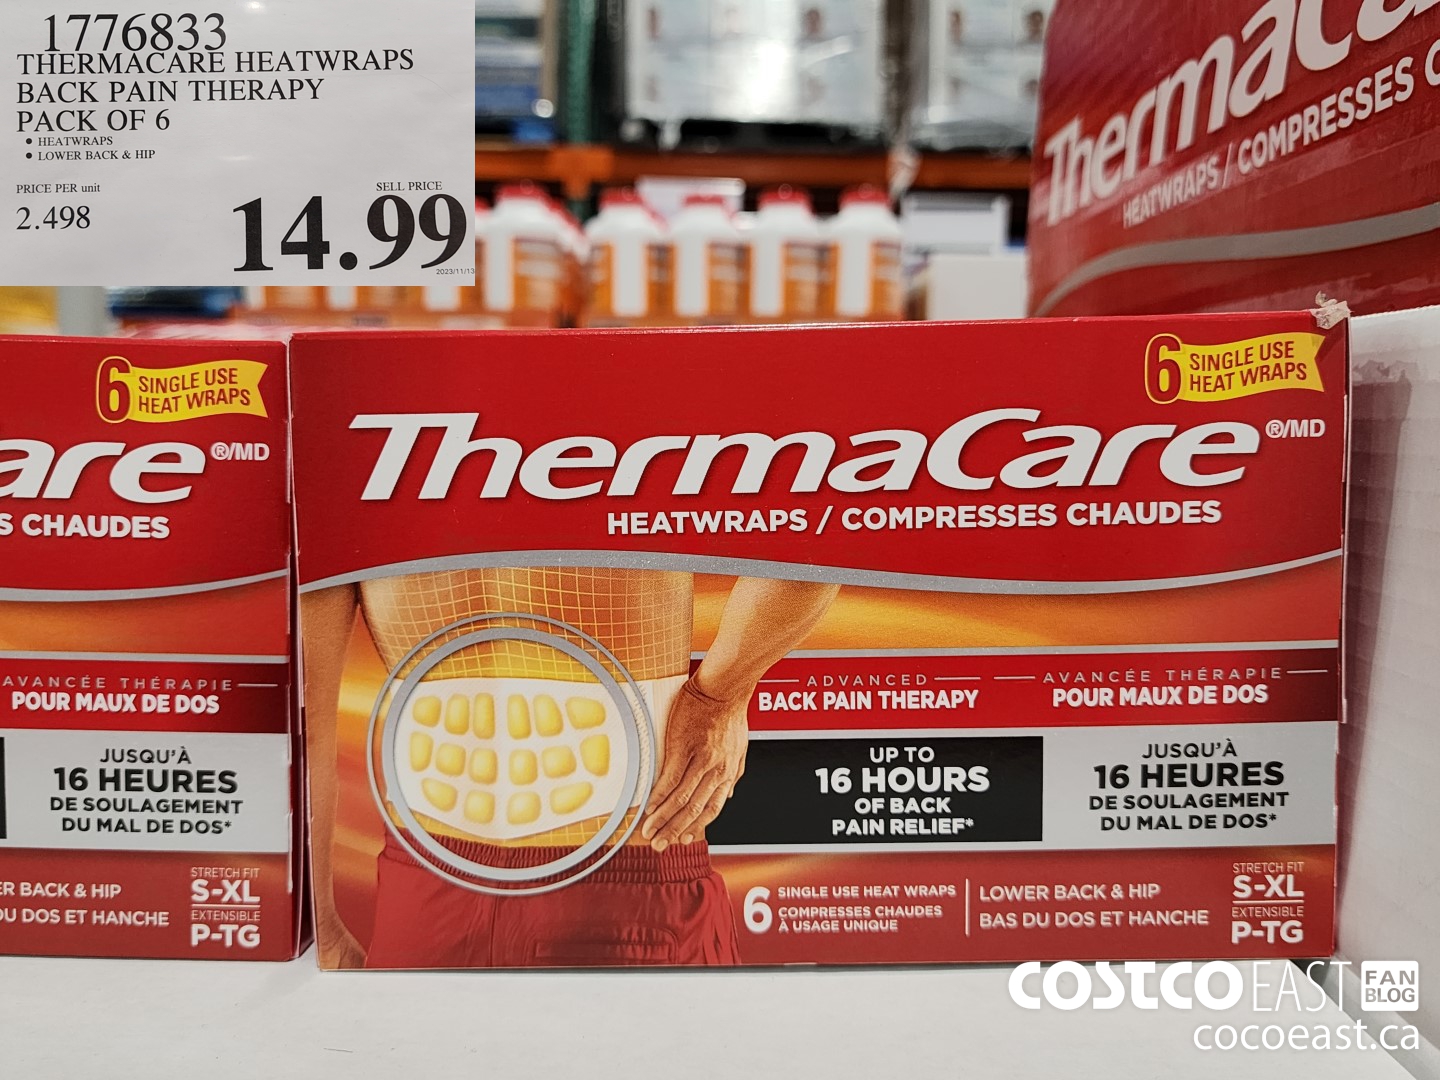 1776833
THERMACARE HEATWRAPS
BACK PAIN THERAPY
PACK OF 6
• HEATWRAPS
• LOWER BACK & HIP
PRICE PER unit
2.498
SELL PRICE
14.99
2023/11/13
ThermaCa
HEATWRAPS / COMPRESSES C
6 SINGLE USE
HEAT WRAPS
are ®/MD
S CHAUDES
AVANCÉE THÉRAPIE
POUR MAUX DE DOS
JUSQU'À
16 HEURES
DE SOULAGEMENT
DU MAL DE DOS*
ER BACK & HIP
DU DOS ET HANCHE
STRETCH FIT
S-XL
EXTENSIBLE
P-TG
6 SINGLE USE
HEAT WRAPS
ThermaCare ®/MD
HEATWRAPS / COMPRESSES CHAUDES
ADVANCED
BACK PAIN THERAPY
AVANCÉE THÉRAPIE
POUR MAUX DE DOS
UP TO
16 HOURS
OF BACK
PAIN RELIEF*
JUSQU'À
16 HEURES
DE SOULAGEMENT
DU MAL DE DOS*
6 SINGLE USE HEAT WRAPS
COMPRESSES CHAUDES
À USAGE UNIQUE
LOWER BACK & HIP
BAS DU DOS ET HANCHE
STRETCH FIT
S-XL
EXTENSIBLE
P-TG
COSTCO EAST FAN BLOG
cocoeast.ca